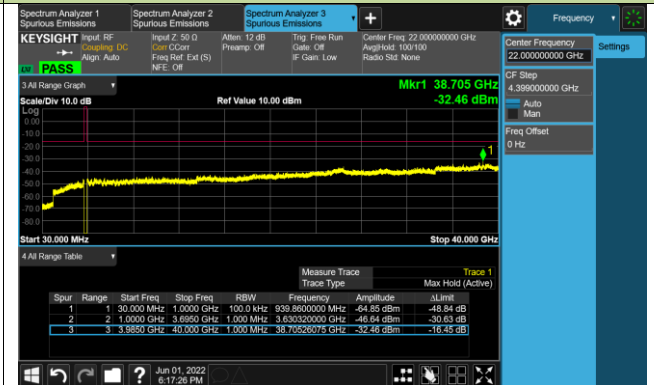 Spectrum Analyzer 1
Spurious Emissions
Spectrum Analyzer 2
Spurious Emissions
Spectrum Analyzer 3
Spurious Emissions
Frequency
KEYSIGHT
PASS
Input: RF
Coupling: DC
Align: Auto
Input Z: 50 Ω
Corr CCorr
Freq Ref: Ext (S)
NFE: Off
Atten: 12 dB
Preamp: Off
Trig: Free Run
Gate: Off
IF Gain: Low
Center Freq: 22.000000000 GHz
Avg|Hold: 100/100
Radio Std: None
Center Frequency
22.000000000 GHz
Settings
CF Step
4.399000000 GHz
Auto
Man
Freq Offset
0 Hz
3 All Range Graph
Mkr1 38.705 GHz
Scale/Div 10.0 dB
Ref Value 10.00 dBm
-32.46 dBm
Log
0.00
-10.0
-20.0
-30.0
-40.0
-50.0
-60.0
-70.0
-80.0
1
Start 30.000 MHz
Stop 40.000 GHz
4 All Range Table
Measure Trace Trace 1
Trace Type Max Hold (Active)
Spur Range Start Freq Stop Freq RBW Frequency Amplitude ΔLimit
1 1 30.000 MHz 1.0000 GHz 100.0 kHz 939.8600000 MHz -64.85 dBm -48.84 dB
2 2 1.0000 GHz 3.6950 GHz 1.000 MHz 3.630320000 GHz -46.64 dBm -30.63 dB
3 3 3.9850 GHz 40.000 GHz 1.000 MHz 38.70526075 GHz -32.46 dBm -16.45 dB
Jun 01, 2022
6:17:26 PM